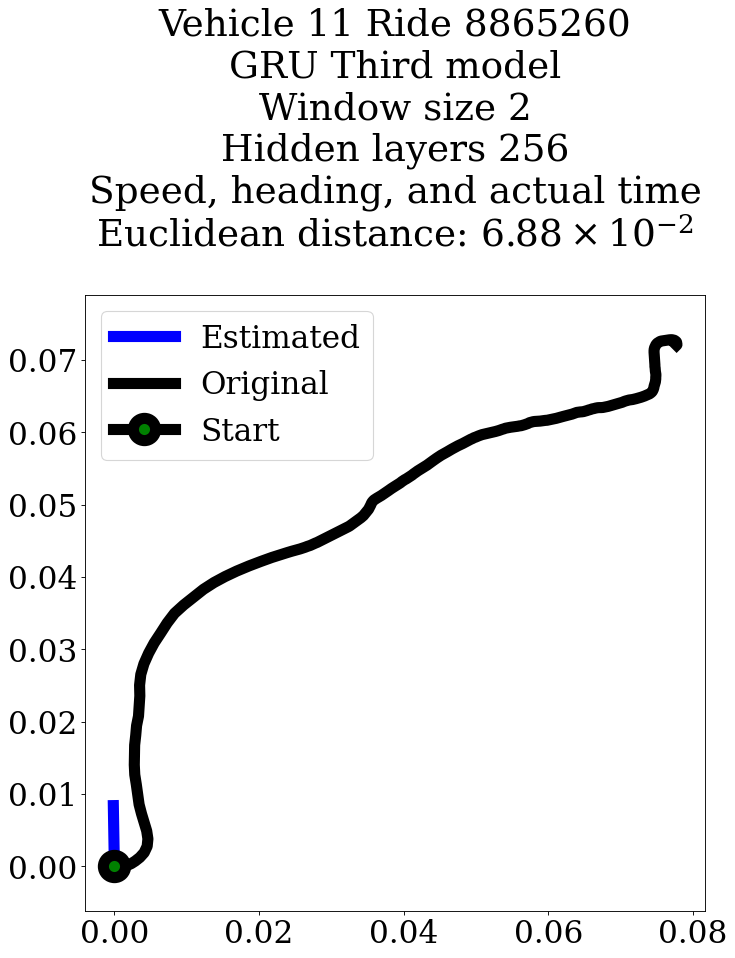 Vehicle 11 Ride 8865260
GRU Third model
Window size 2
Hidden layers 256
Speed, heading, and actual time
Euclidean distance: 6.88 × 10⁻²
Estimated
Original
Start
0.07
0.06
0.05
0.04
0.03
0.02
0.01
0.00
0.00 0.02 0.04 0.06 0.08